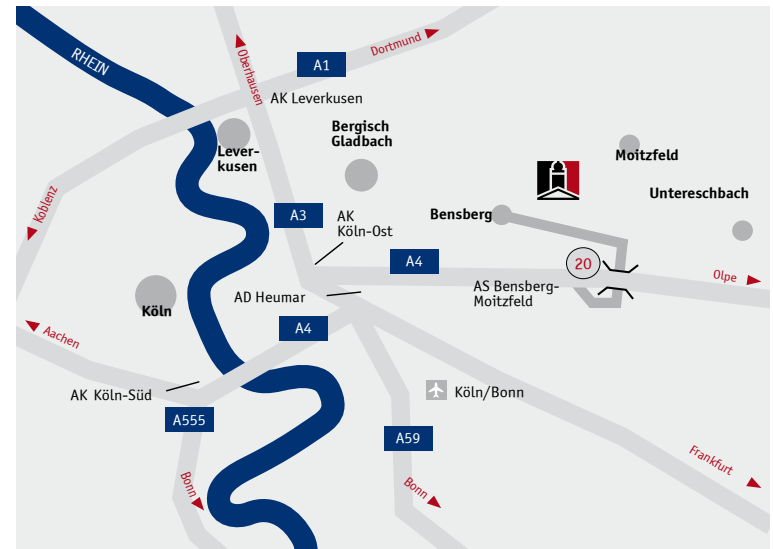 RHEIN
Oberhausen
Dortmund
A1
AK Leverkusen
Lever-
kusen
Bergisch
Gladbach
Moitzfeld
Untereschbach
Koblenz
A3
AK
Köln-Ost
Bensberg
A4
20
Olpe
AD Heumar
AS Bensberg-
Moitzfeld
Köln
A4
Aachen
AK Köln-Süd
Köln/Bonn
A555
A59
Frankfurt
Bonn
Bonn